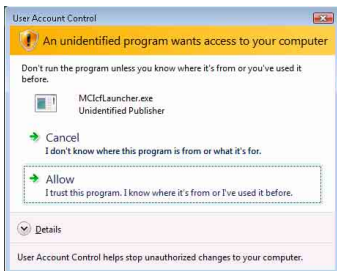 User Account Control
An unidentified program wants access to your computer
Don't run the program unless you know where it's from or you've used it
before.
MCIcfLauncher.exe
Unidentified Publisher
Cancel
I don't know where this program is from or what it's for.
Allow
I trust this program. I know where it's from or I've used it before.
Details
User Account Control helps stop unauthorized changes to your computer.